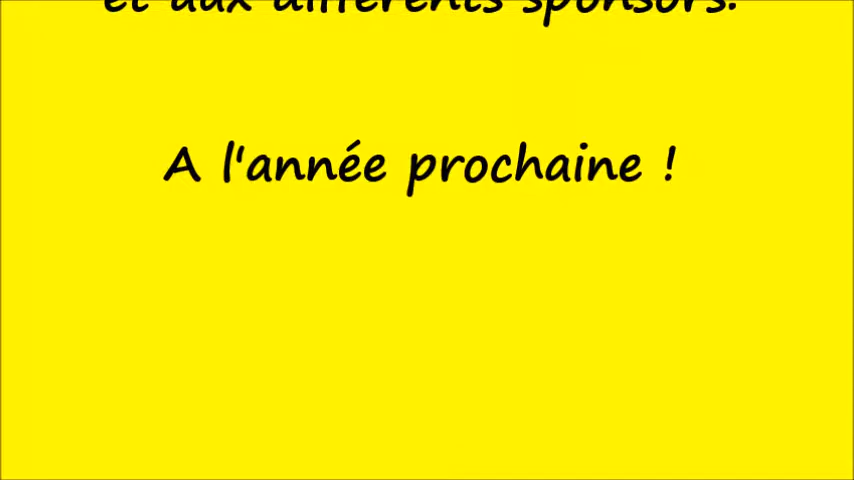 et aux différents sponsors.
A l'année prochaine !